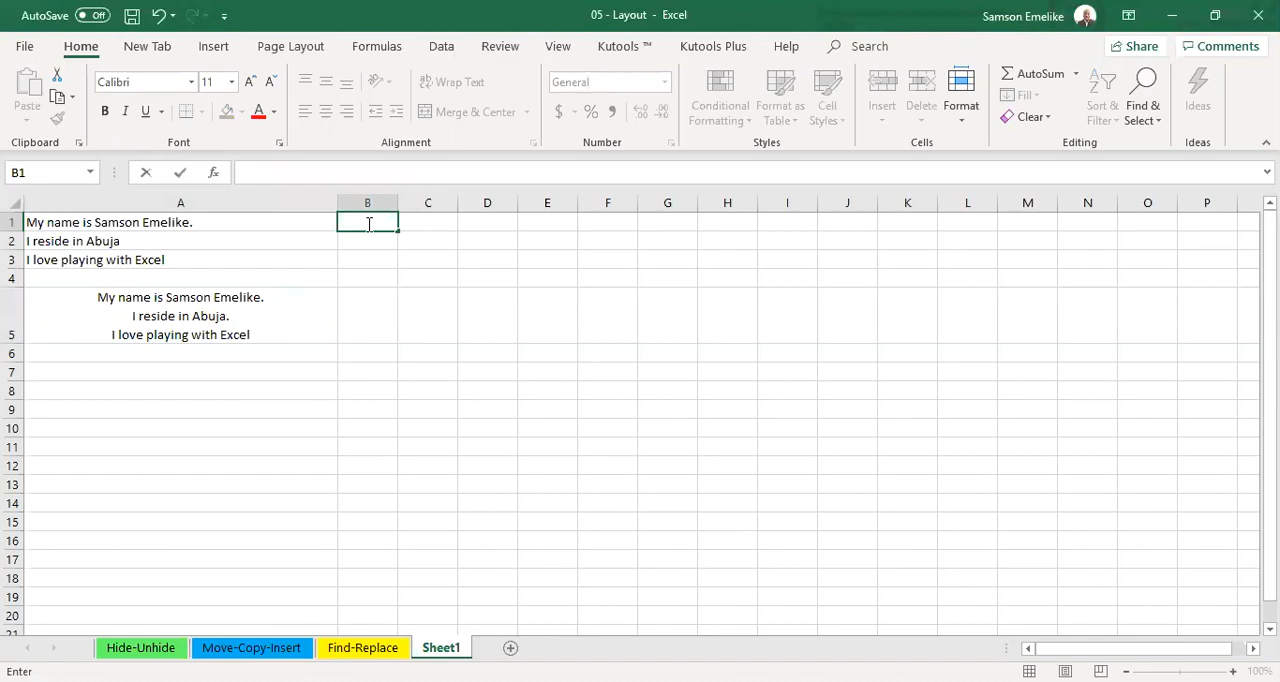 AutoSave Off
05 - Layout - Excel
Samson Emelike
File Home New Tab Insert Page Layout Formulas Data Review View Kutools ™ Kutools Plus Help Search Share Comments
Paste
Clipboard
Calibri 11
B I U
Font
Wrap Text
Merge & Center
Alignment
General
$ % ,
Number
Conditional Formatting
Format as Table
Cell Styles
Styles
Insert Delete Format
Cells
AutoSum
Fill
Clear
Sort & Filter
Find & Select
Editing
Ideas
Ideas
B1 fx
A B C D E F G H I J K L M N O P
1 My name is Samson Emelike.
2 I reside in Abuja
3 I love playing with Excel
4
My name is Samson Emelike.
I reside in Abuja.
5 I love playing with Excel
6
7
8
9
10
11
12
13
14
15
16
17
18
19
20
21
Hide-Unhide Move-Copy-Insert Find-Replace Sheet1
Enter
100%